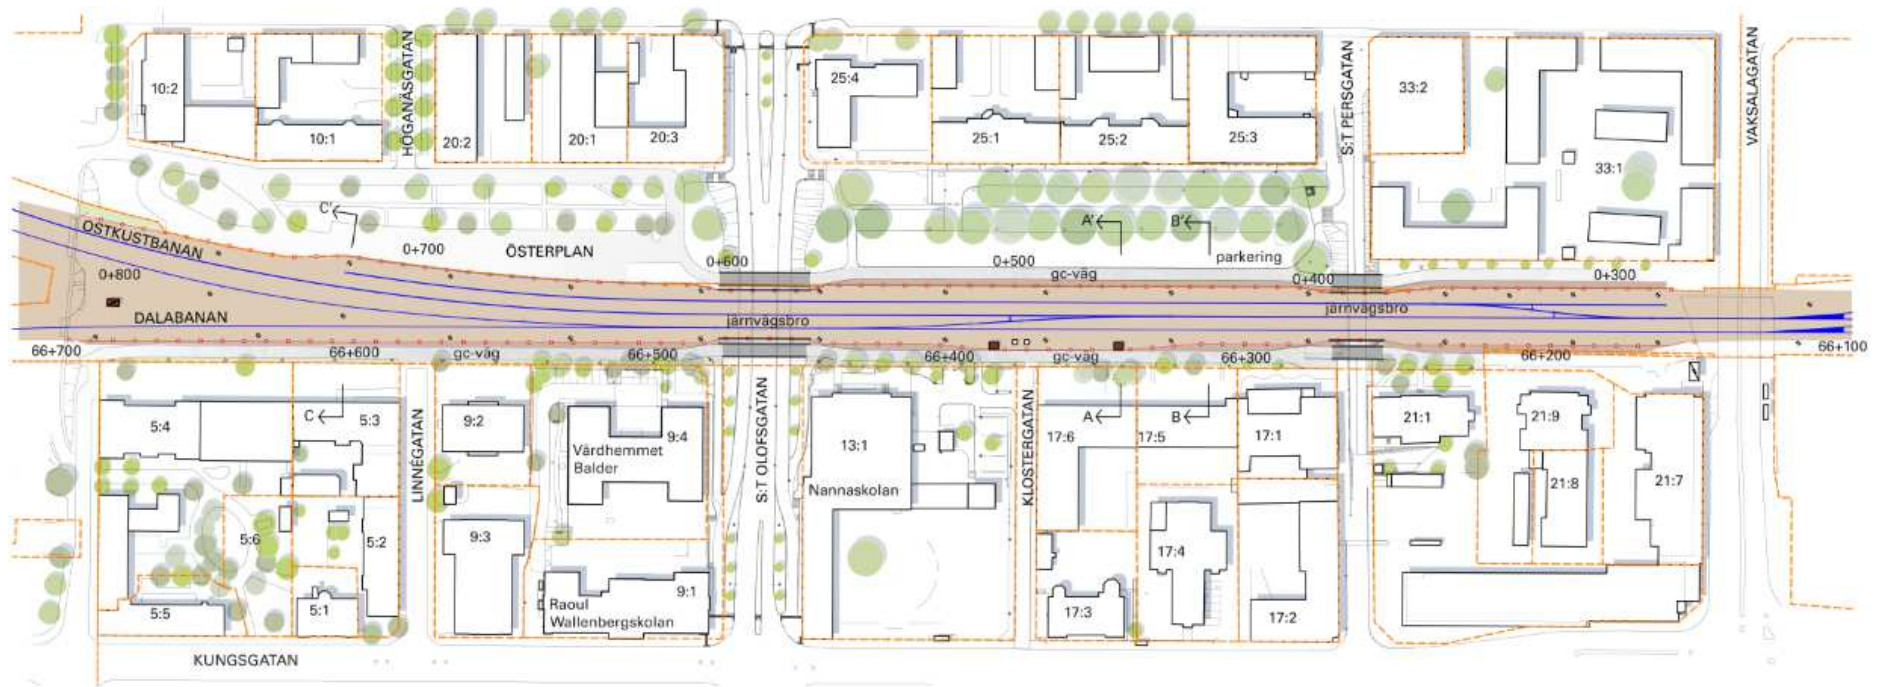 10:2
10:1
HÖGANÄSGATAN
20:2
20:1
20:3
25:4
25:1
25:2
25:3
S:T PERSGATAN
33:2
33:1
VAKSALAGATAN
C'
A'
B'
ÖSTKUSTBANAN
0+800
0+700
ÖSTERPLAN
0+600
0+500
gc-väg
parkering
0+400
0+300
DALABANAN
järnvägsbro
järnvägsbro
66+700
66+600
gc-väg
66+500
66+400
gc-väg
66+300
66+200
66+100
5:4
C
5:3
LINNÉGATAN
9:2
Vårdhemmet
Balder
9:4
S:T OLOFSGATAN
13:1
Nannaskolan
KLOSTERGATAN
17:6
A
17:5
B
17:1
21:1
21:9
21:8
21:7
5:6
5:2
9:3
17:4
5:5
5:1
Raoul
Wallenbergskolan
9:1
17:3
17:2
KUNGSGATAN